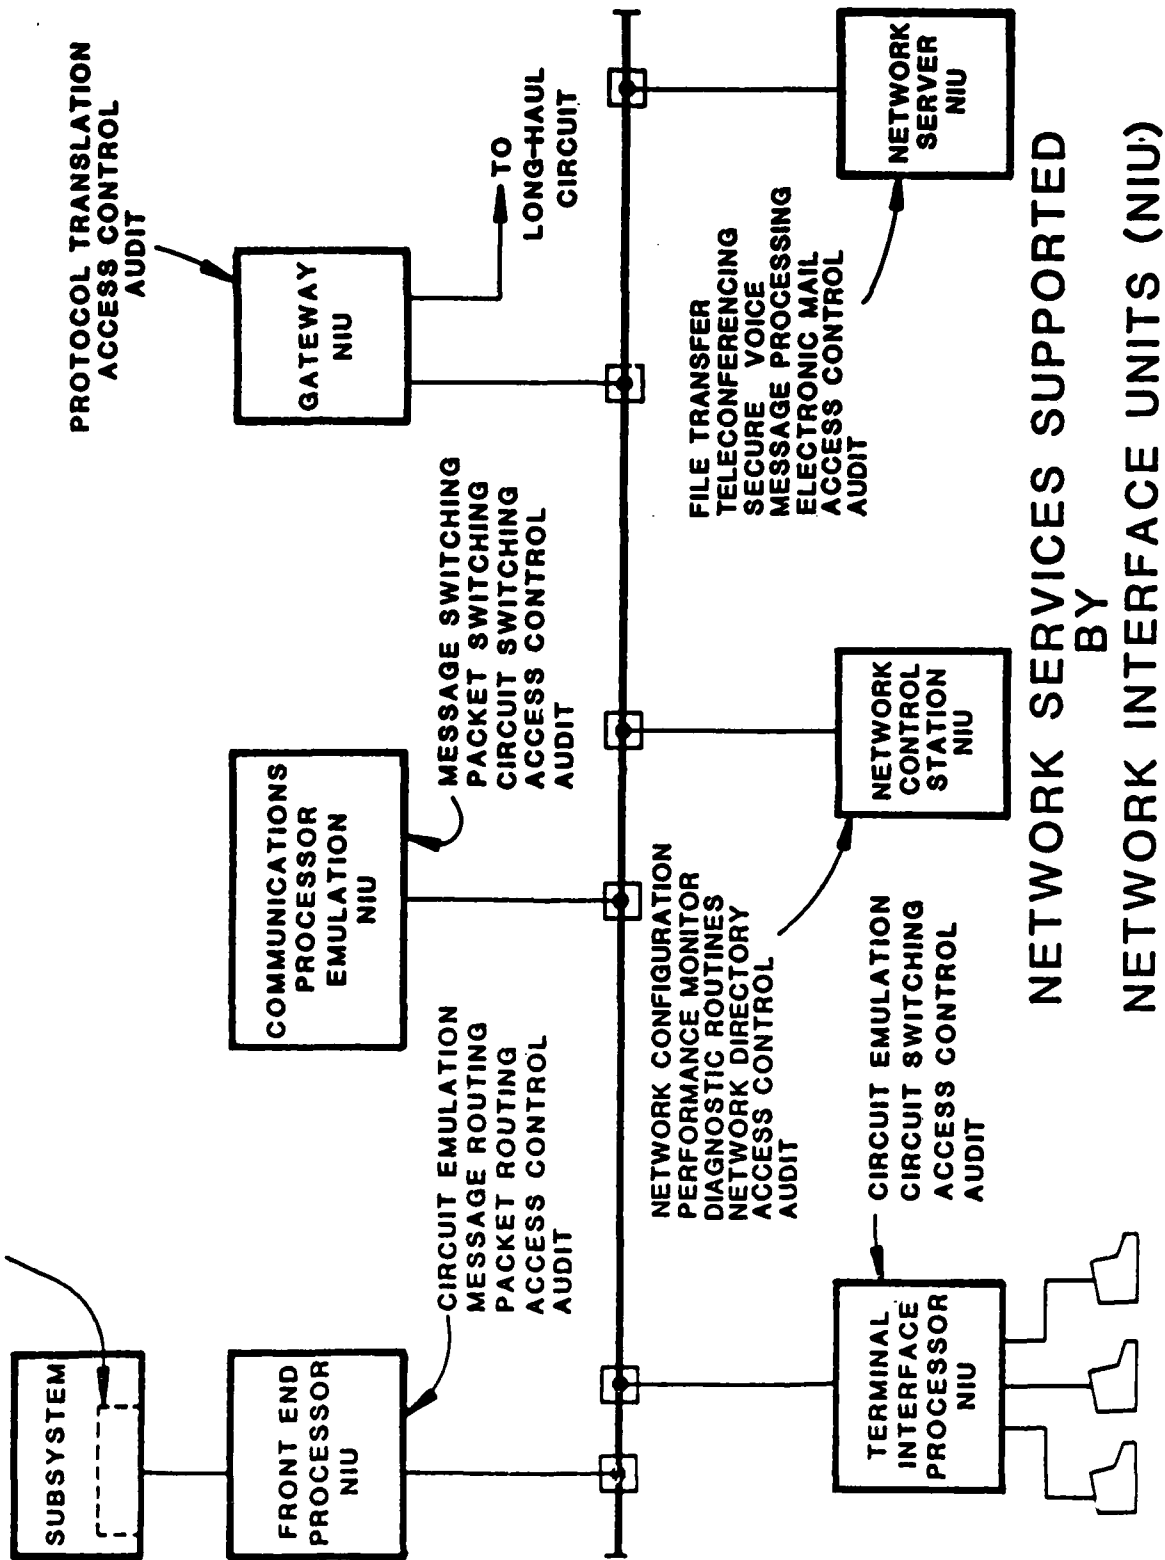 SUBSYSTEM
FRONT END
PROCESSOR
NIU
CIRCUIT EMULATION
MESSAGE ROUTING
PACKET ROUTING
ACCESS CONTROL
AUDIT
COMMUNICATIONS
PROCESSOR
EMULATION
NIU
MESSAGE SWITCHING
PACKET SWITCHING
CIRCUIT SWITCHING
ACCESS CONTROL
AUDIT
PROTOCOL TRANSLATION
ACCESS CONTROL
AUDIT
GATEWAY
NIU
TO
LONG-HAUL
CIRCUIT
TERMINAL
INTERFACE
PROCESSOR
NIU
CIRCUIT EMULATION
CIRCUIT SWITCHING
ACCESS CONTROL
AUDIT
NETWORK CONFIGURATION
PERFORMANCE MONITOR
DIAGNOSTIC ROUTINES
NETWORK DIRECTORY
ACCESS CONTROL
AUDIT
NETWORK
CONTROL
STATION
NIU
FILE TRANSFER
TELECONFERENCING
SECURE VOICE
MESSAGE PROCESSING
ELECTRONIC MAIL
ACCESS CONTROL
AUDIT
NETWORK
SERVER
NIU
NETWORK SERVICES SUPPORTED
BY
NETWORK INTERFACE UNITS (NIU)